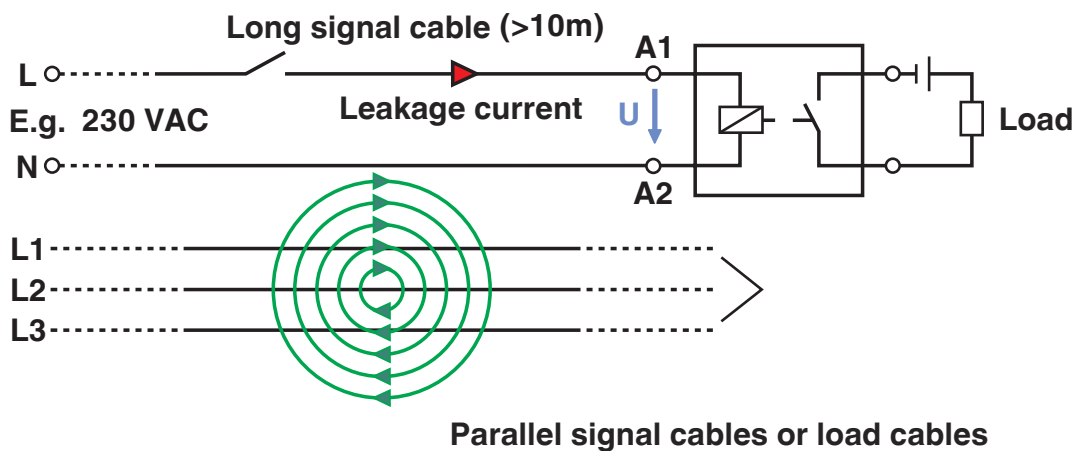 Long signal cable (>10m)
A1
L
Leakage current
U
Load
E.g. 230 VAC
N
A2
L1
L2
L3
Parallel signal cables or load cables